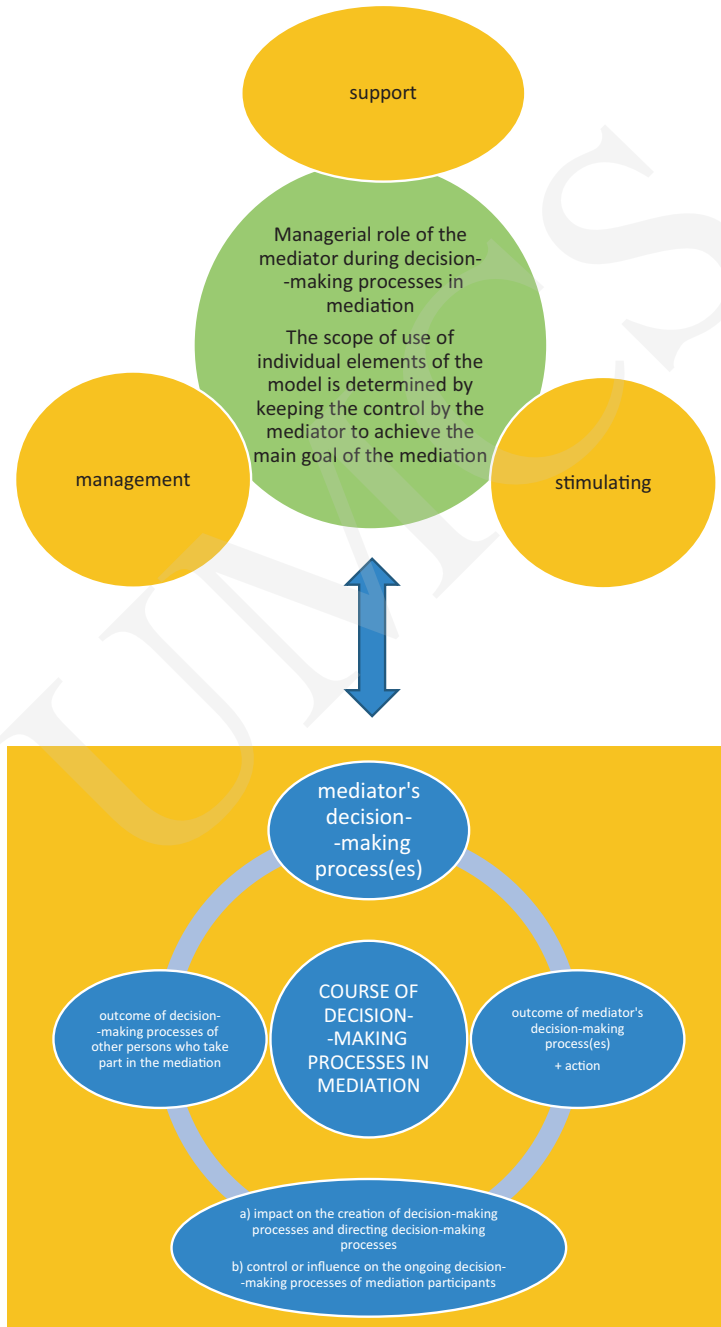 support
Managerial role of the
mediator during decision-
-making processes in
mediation
The scope of use of
individual elements of the
model is determined by
keeping the control by the
mediator to achieve the
main goal of the mediation
management
stimulating
mediator's
decision-
-making
process(es)
outcome of decision-
-making processes of
other persons who take
part in the mediation
COURSE OF
DECISION-
-MAKING
PROCESSES IN
MEDIATION
outcome of mediator's
decision-making
process(es)
+ action
a) impact on the creation of decision-making
processes and directing decision-making
processes
b) control or influence on the ongoing decision-
-making processes of mediation participants
UMCS